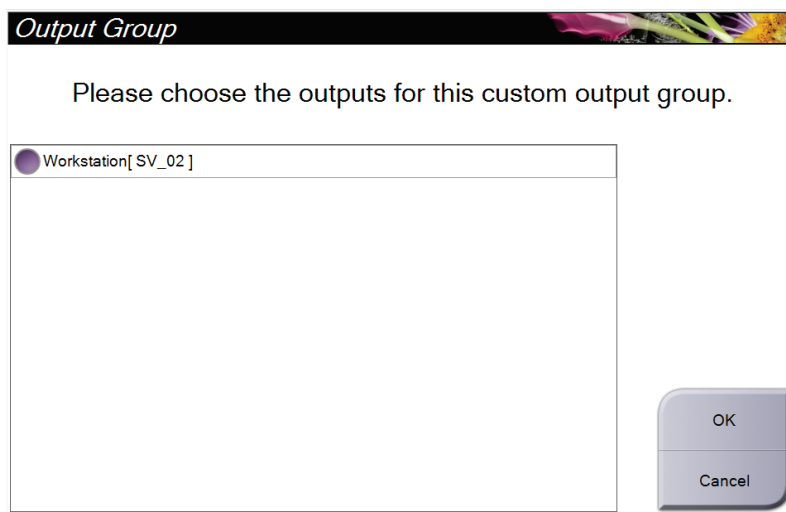 Output Group
Please choose the outputs for this custom output group.
Workstation[ SV_02 ]
OK
Cancel